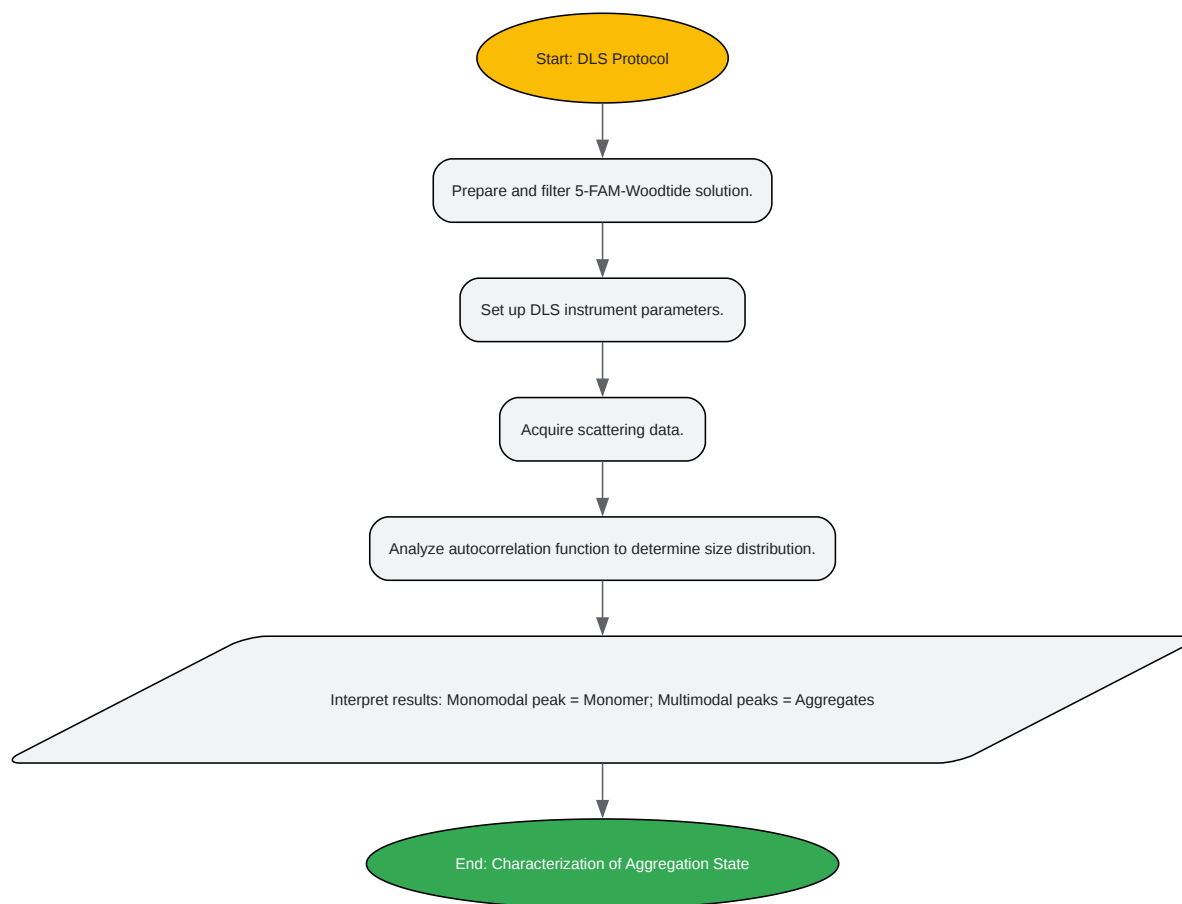 Start: DLS Protocol
Prepare and filter 5-FAM-Woodtide solution.
Set up DLS instrument parameters.
Acquire scattering data.
Analyze autocorrelation function to determine size distribution.
Interpret results: Monomodal peak = Monomer; Multimodal peaks = Aggregates
End: Characterization of Aggregation State